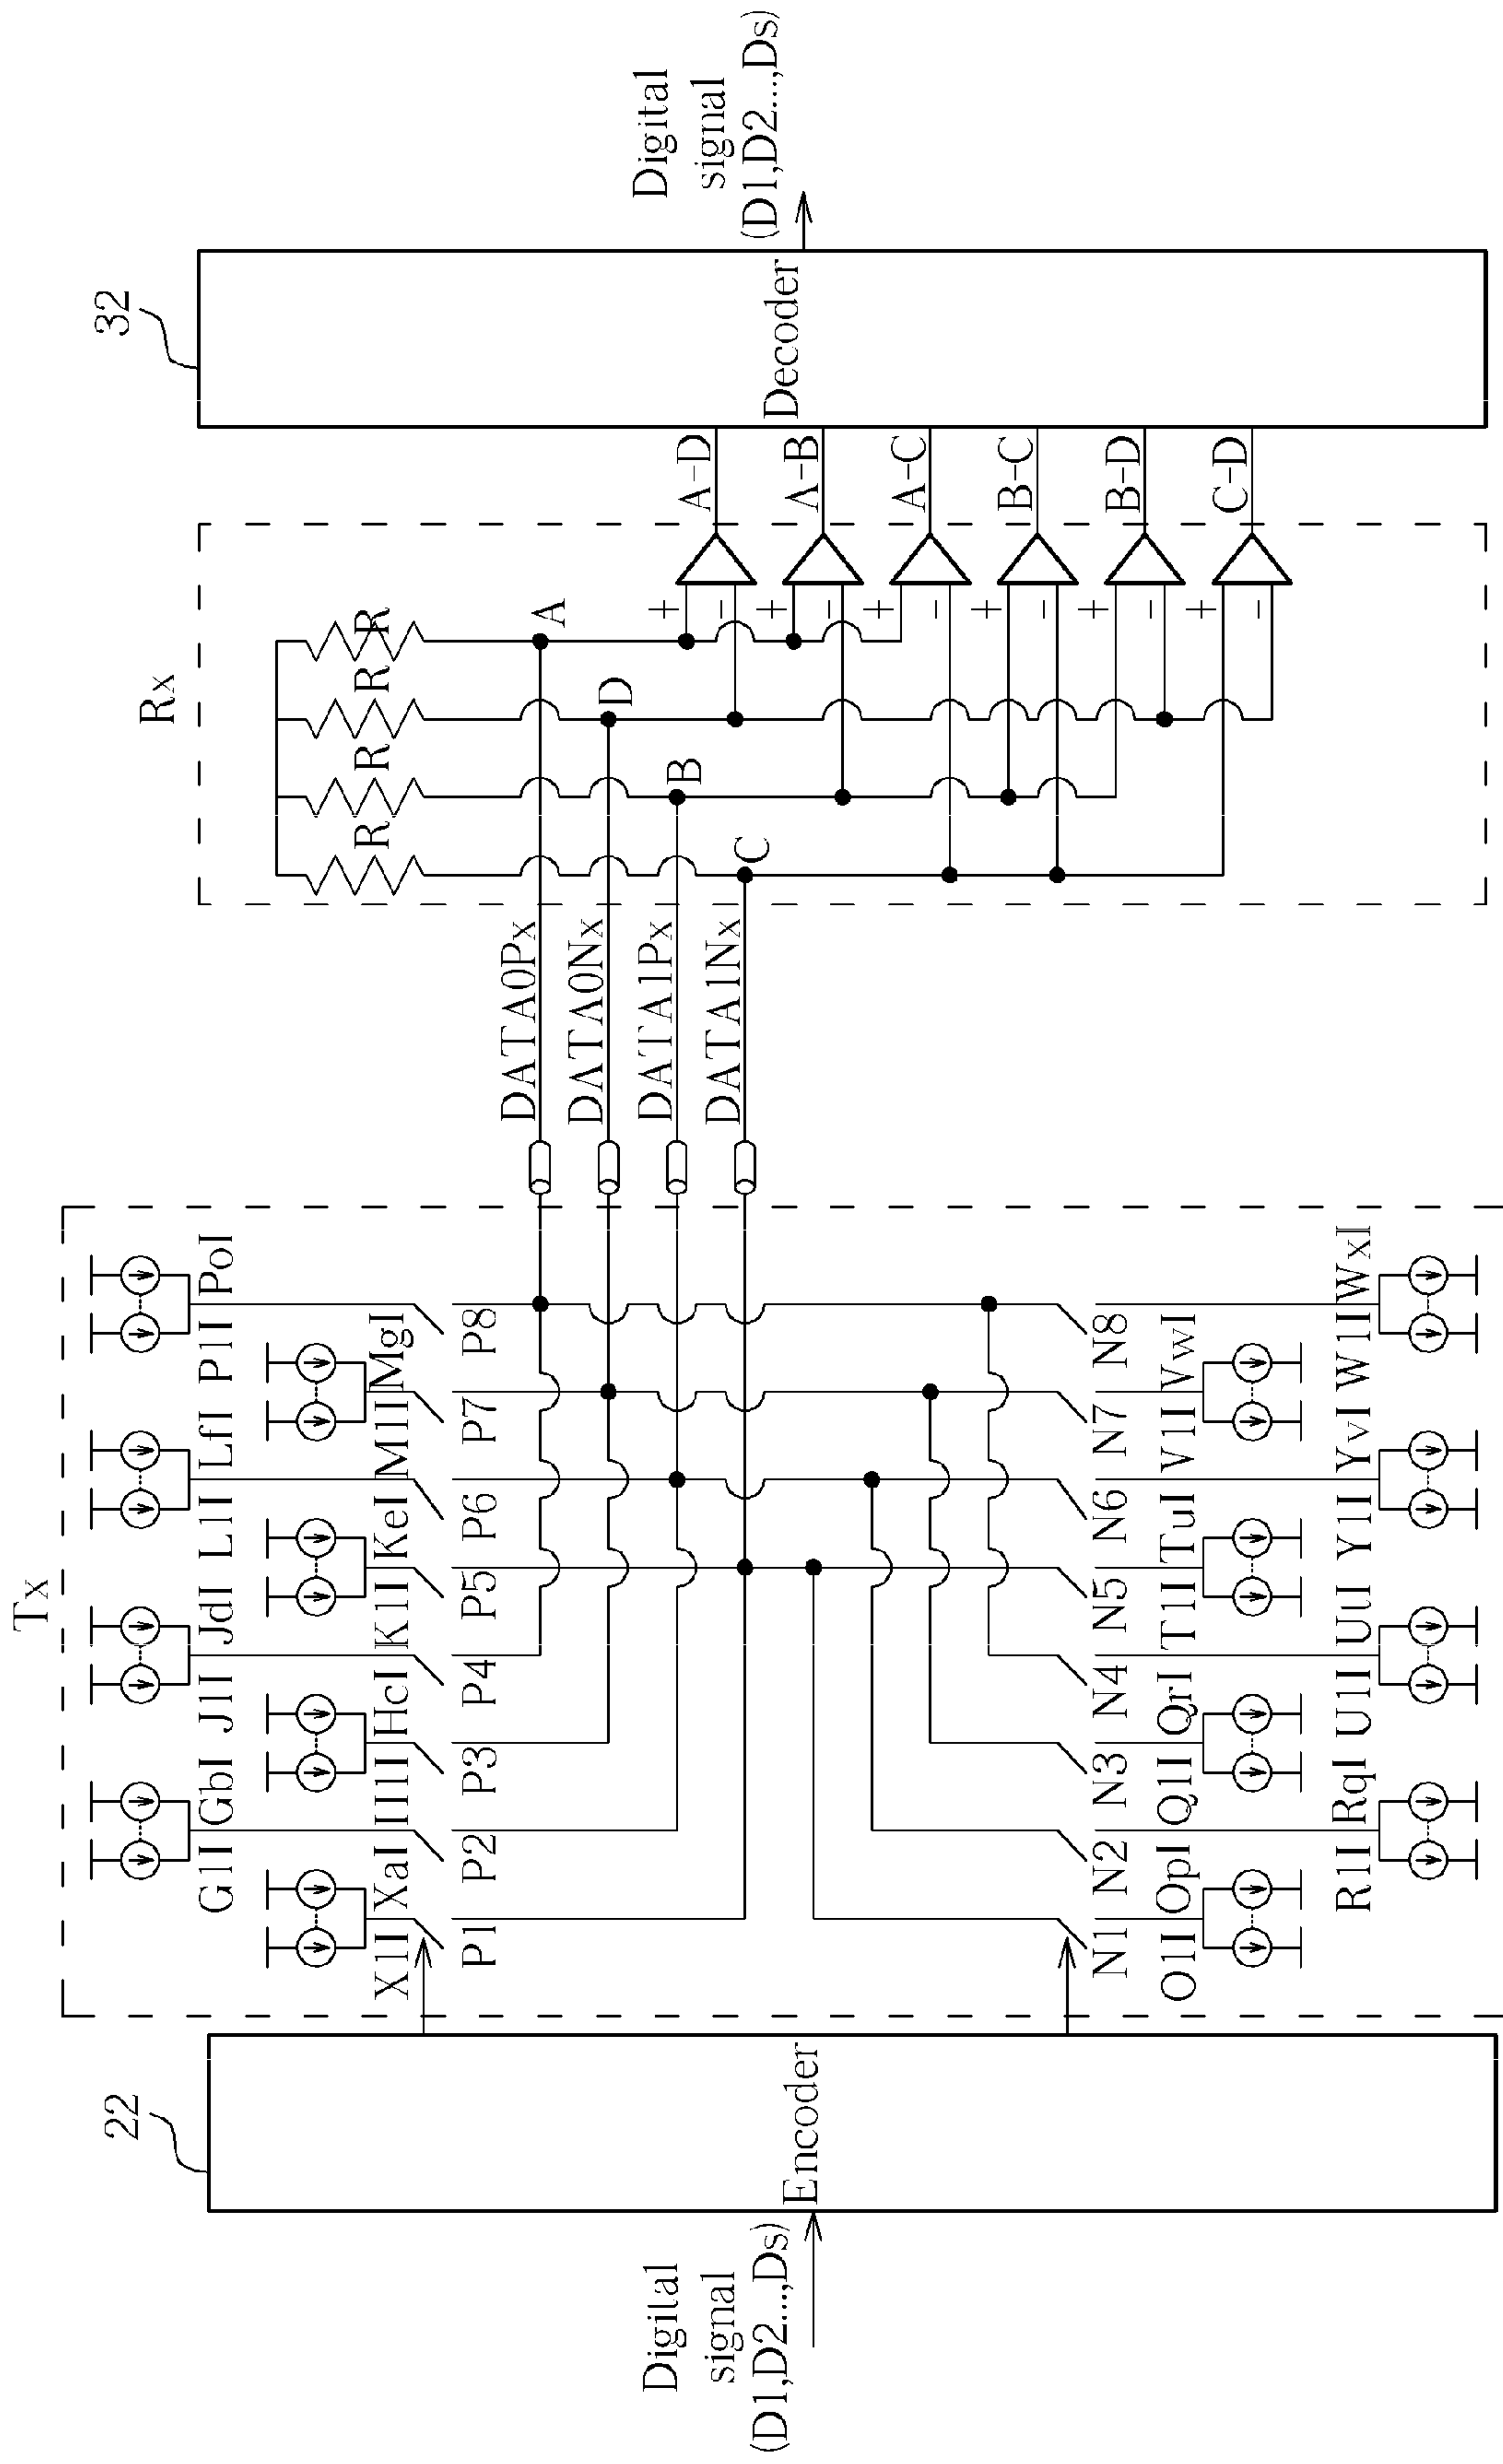 22
Digital
signal
(D1,D2...,Ds)
Encoder
Tx
G1I GbI
J1I JdI
L1I LfI
P1I PoI
X1I XaI
H1I HcI
K1I KeI
M1I MgI
P1
P2
P3
P4
P5
P6
P7
P8
N1
N2
N3
N4
N5
N6
N7
N8
O1I OpI
Q1I QrI
T1I TuI
V1I VwI
R1I RqI
U1I UtI
Y1I YvI
W1I WxI
DATA0Px
DATA0Nx
DATA1Px
DATA1Nx
Rx
R
R
R
R
A
D
B
C
+
-
+
-
+
-
+
-
+
-
+
-
A-D
A-B
A-C
B-C
B-D
C-D
32
Decoder
Digital
signal
(D1,D2...,Ds)